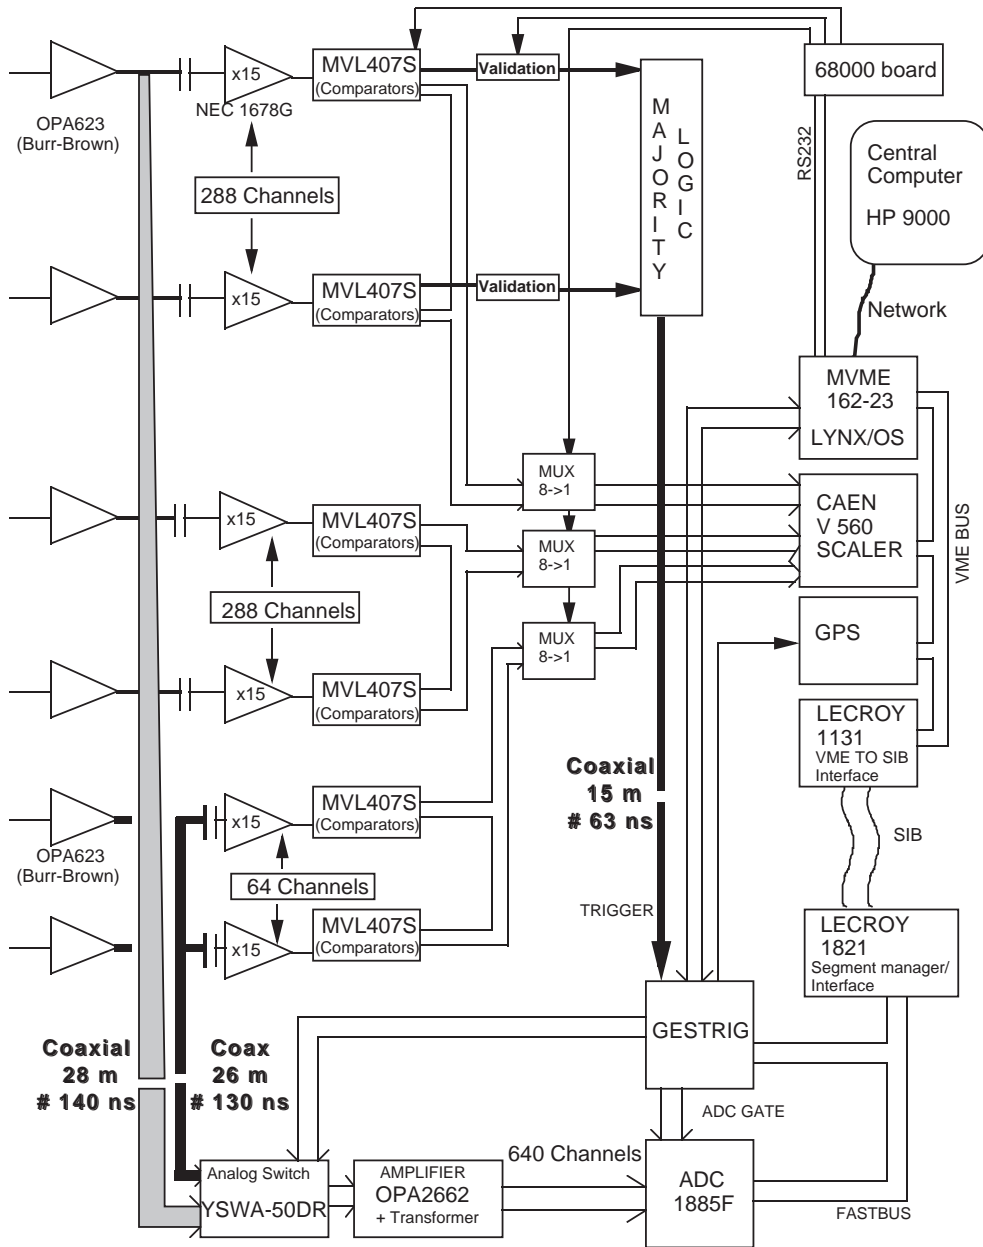 x15
MVL407S
(Comparators)
Validation
68000 board
OPA623
(Burr-Brown)
NEC 1678G
MAJORITY
LOGIC
RS232
Central
Computer
HP 9000
288 Channels
x15
MVL407S
(Comparators)
Validation
Network
MVME
162-23
LYNX/OS
MUX
8->1
CAEN
V 560
SCALER
x15
MVL407S
(Comparators)
MUX
8->1
VME BUS
288 Channels
MUX
8->1
GPS
x15
MVL407S
(Comparators)
LECROY
1131
VME TO SIB
Interface
Coaxial
15 m
# 63 ns
x15
MVL407S
(Comparators)
SIB
OPA623
(Burr-Brown)
64 Channels
TRIGGER
x15
MVL407S
(Comparators)
LECROY
1821
Segment manager/
Interface
GESTRIG
Coaxial
28 m
# 140 ns
Coax
26 m
# 130 ns
ADC GATE
640 Channels
Analog Switch
YSWA-50DR
AMPLIFIER
OPA2662
+ Transformer
ADC
1885F
FASTBUS